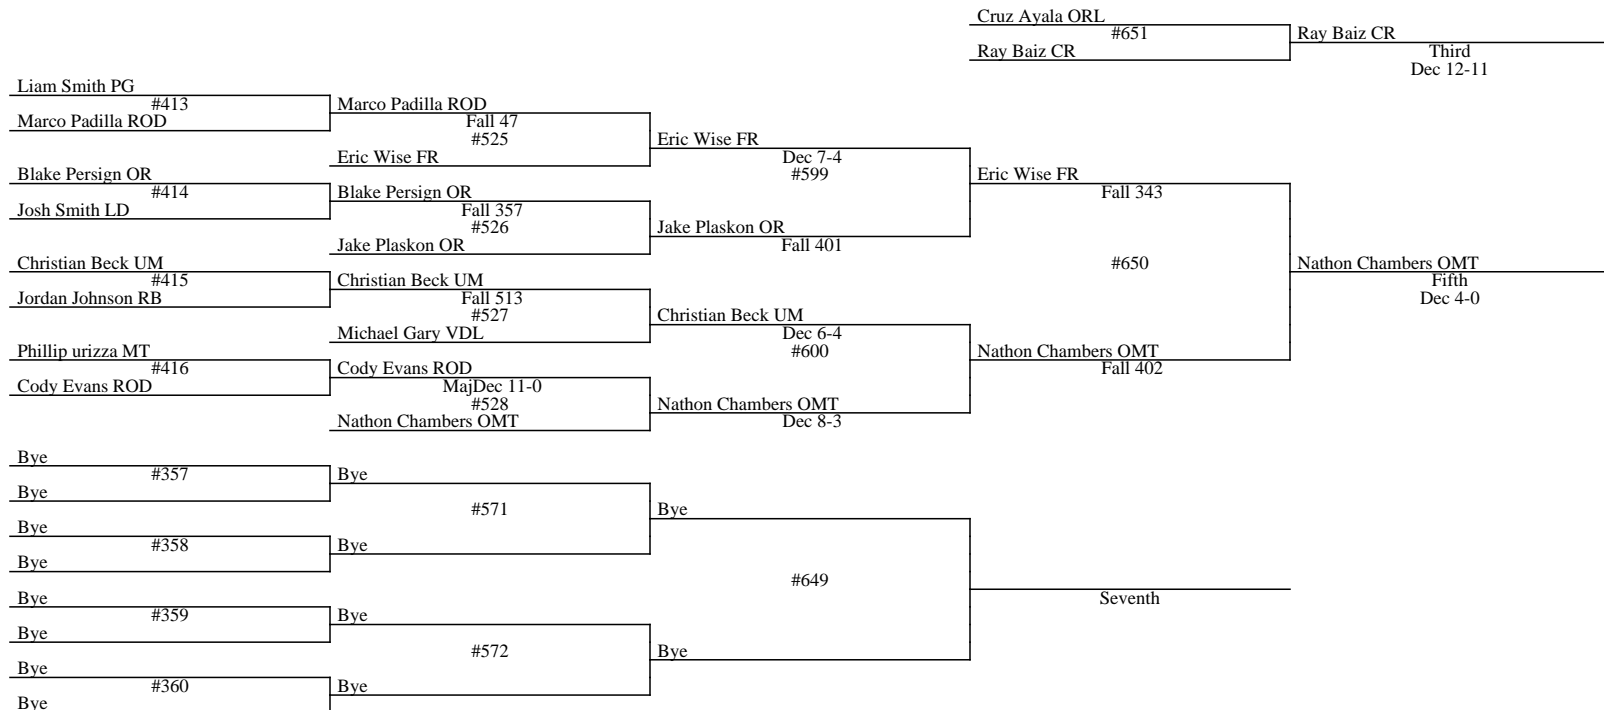 Cruz Ayala ORL
#651
Ray Baiz CR
Ray Baiz CR
Third
Dec 12-11
Liam Smith PG
#413
Marco Padilla ROD
Marco Padilla ROD
Fall 47
#525
Eric Wise FR
Eric Wise FR
Dec 7-4
#599
Blake Persign OR
#414
Josh Smith LD
Blake Persign OR
Fall 357
#526
Jake Plaskon OR
Jake Plaskon OR
Fall 401
Eric Wise FR
Fall 343
#650
Christian Beck UM
#415
Jordan Johnson RB
Christian Beck UM
Fall 513
#527
Michael Gary VDL
Christian Beck UM
Dec 6-4
#600
Phillip urizza MT
#416
Cody Evans ROD
Cody Evans ROD
MajDec 11-0
#528
Nathon Chambers OMT
Nathon Chambers OMT
Dec 8-3
Nathon Chambers OMT
Fall 402
Nathon Chambers OMT
Fifth
Dec 4-0
Bye
#357
Bye
Bye
#571
Bye
#358
Bye
Bye
Bye
#649
Seventh
Bye
#359
Bye
Bye
#572
Bye
#360
Bye
Bye
Bye